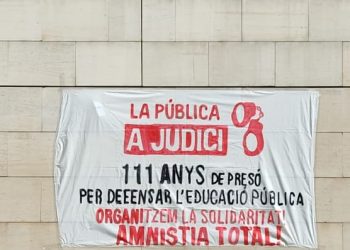 LA PÚBLICA
A JUDICI
111 ANYS DE PRESÓ
PER DEFENSAR L'EDUCACIÓ PÚBLICA
ORGANITZEM LA SOLIDARITAT!
AMNISTIA TOTAL!